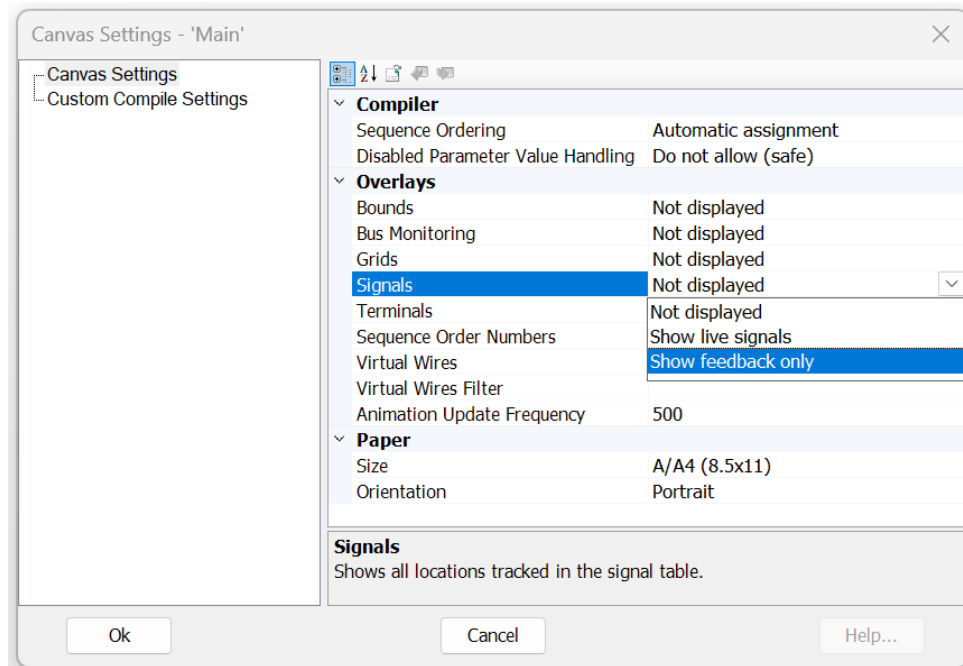 Canvas Settings - 'Main'
Canvas Settings
Custom Compile Settings
Compiler
Sequence Ordering Automatic assignment
Disabled Parameter Value Handling Do not allow (safe)
Overlays
Bounds Not displayed
Bus Monitoring Not displayed
Grids Not displayed
Signals Not displayed
Terminals Not displayed
Sequence Order Numbers Show live signals
Virtual Wires Show feedback only
Virtual Wires Filter
Animation Update Frequency 500
Paper
Size A/A4 (8.5x11)
Orientation Portrait
Signals
Shows all locations tracked in the signal table.
Ok Cancel Help...